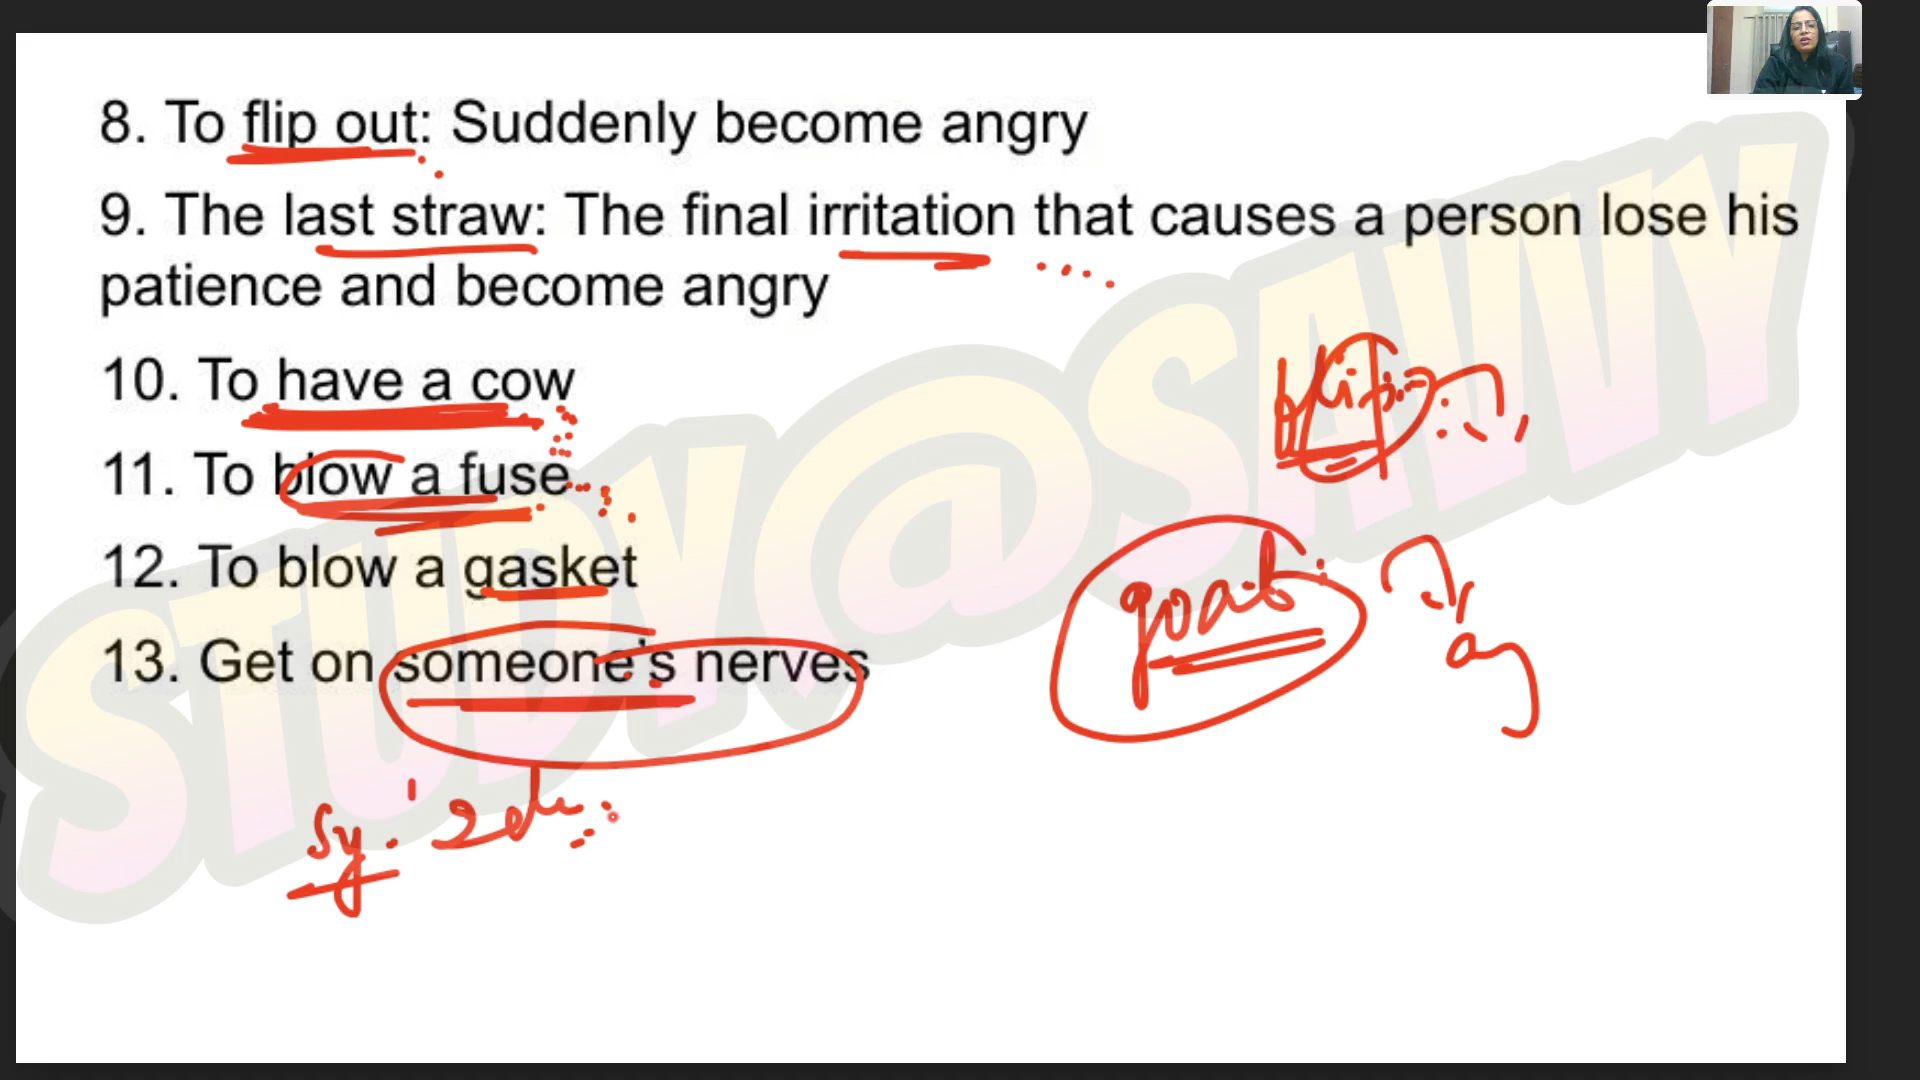 8. To flip out: Suddenly become angry
9. The last straw: The final irritation that causes a person lose his
patience and become angry
10. To have a cow
11. To blow a fuse
12. To blow a gasket
13. Get on someone's nerves
flip
goat
Sy:
STUDY@SAVVY